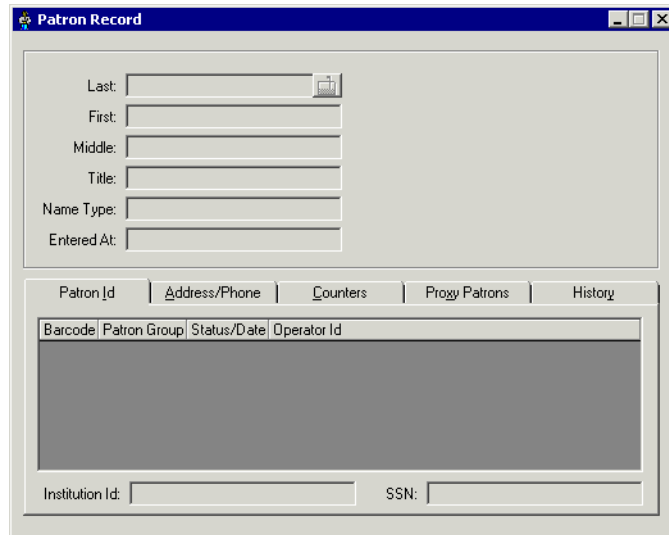 Patron Record
Last:
First:
Middle:
Title:
Name Type:
Entered At:
Patron Id Address/Phone Counters Proxy Patrons History
Barcode Patron Group Status/Date Operator Id
Institution Id: SSN: